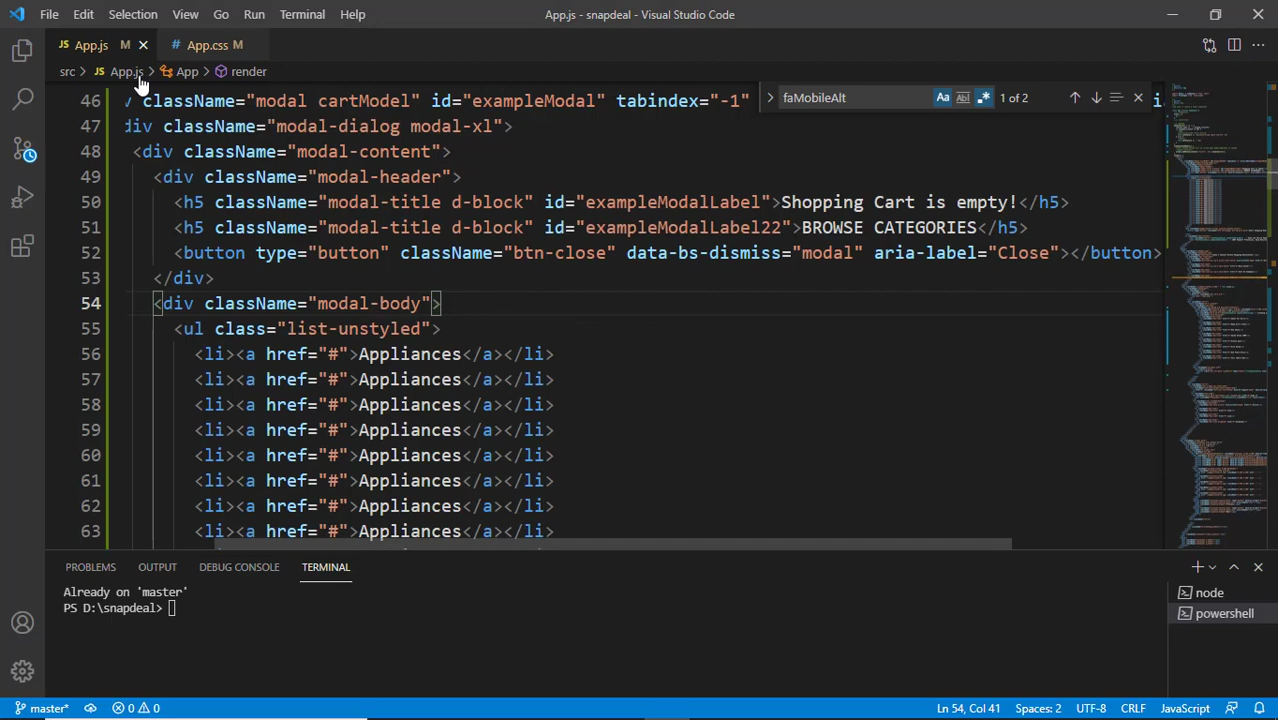 File Edit Selection View Go Run Terminal Help App.js - snapdeal - Visual Studio Code
JS App.js M App.css M
src > JS App.js > App > render
faMobileAlt Aa Ab 1 of 2
46 v className="modal cartModel" id="exampleModal" tabindex="-1"
47 div className="modal-dialog modal-xl">
48 <div className="modal-content">
49 <div className="modal-header">
50 <h5 className="modal-title d-block" id="exampleModalLabel">Shopping Cart is empty!</h5>
51 <h5 className="modal-title d-block" id="exampleModalLabel22">BROWSE CATEGORIES</h5>
52 <button type="button" className="btn-close" data-bs-dismiss="modal" aria-label="Close"></button>
53 </div>
54 <div className="modal-body">
55 <ul class="list-unstyled">
56 <li><a href="#">Appliances</a></li>
57 <li><a href="#">Appliances</a></li>
58 <li><a href="#">Appliances</a></li>
59 <li><a href="#">Appliances</a></li>
60 <li><a href="#">Appliances</a></li>
61 <li><a href="#">Appliances</a></li>
62 <li><a href="#">Appliances</a></li>
63 <li><a href="#">Appliances</a></li>
PROBLEMS OUTPUT DEBUG CONSOLE TERMINAL
Already on 'master'
PS D:\snapdeal>
node
powershell
master* 0 0 Ln 54, Col 41 Spaces: 2 UTF-8 CRLF JavaScript